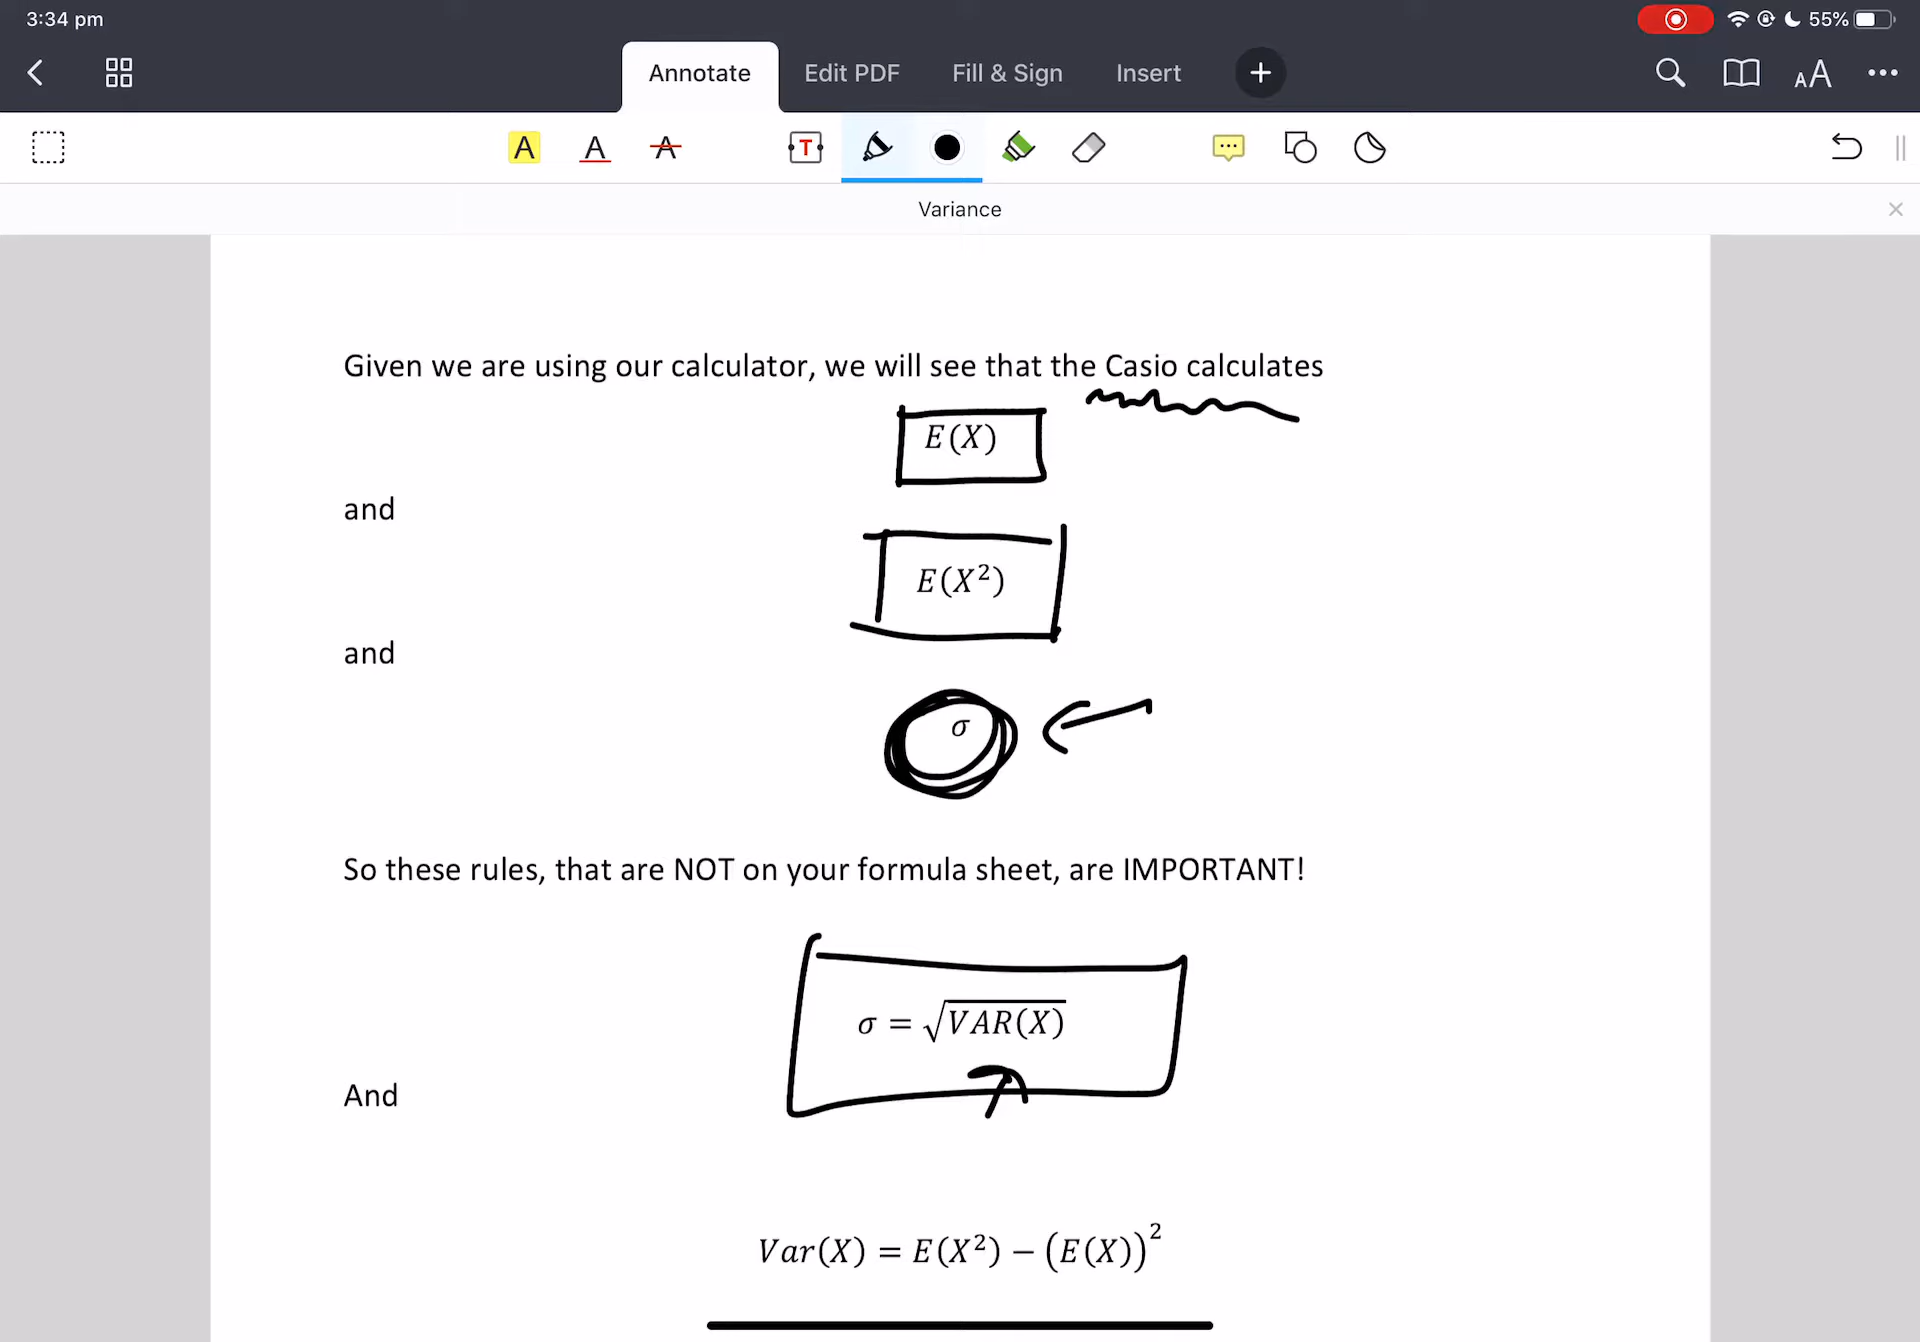 3:34 pm
55%
Annotate Edit PDF Fill & Sign Insert
AA
A A A T
Variance
Given we are using our calculator, we will see that the Casio calculates
E(X)
and
E(X²)
and
σ
So these rules, that are NOT on your formula sheet, are IMPORTANT!
σ = √VAR(X)
And
Var(X) = E(X²) − (E(X))²